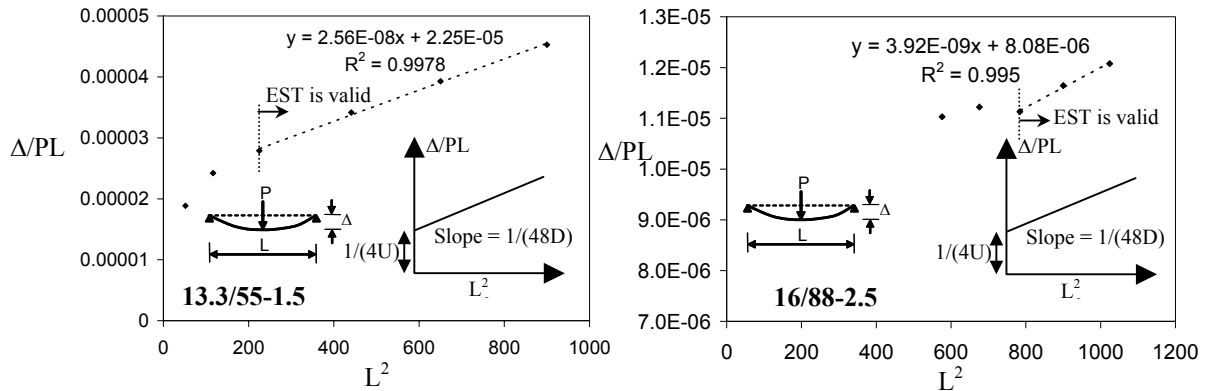 0.00005
0.00004
0.00003
0.00002
0.00001
0
Δ/PL
y = 2.56E-08x + 2.25E-05
R² = 0.9978
EST is valid
P
Δ
L
Δ/PL
1/(4U)
Slope = 1/(48D)
L²
13.3/55-1.5
0 200 400 600 800 1000
L²
1.3E-05
1.2E-05
1.1E-05
1.0E-05
9.0E-06
8.0E-06
7.0E-06
Δ/PL
y = 3.92E-09x + 8.08E-06
R² = 0.995
EST is valid
P
Δ
L
Δ/PL
1/(4U)
Slope = 1/(48D)
L²
16/88-2.5
0 200 400 600 800 1000 1200
L²